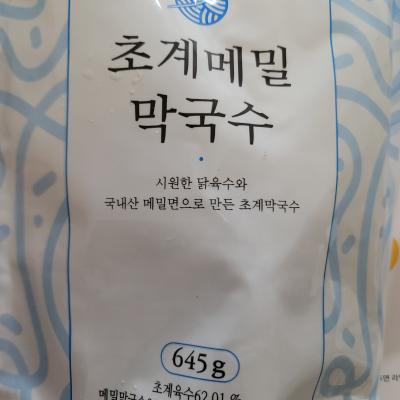 초계메밀
막국수
시원한 닭육수와
국내산 메밀면으로 만든 초계막국수
645g
초계육수62.01 %